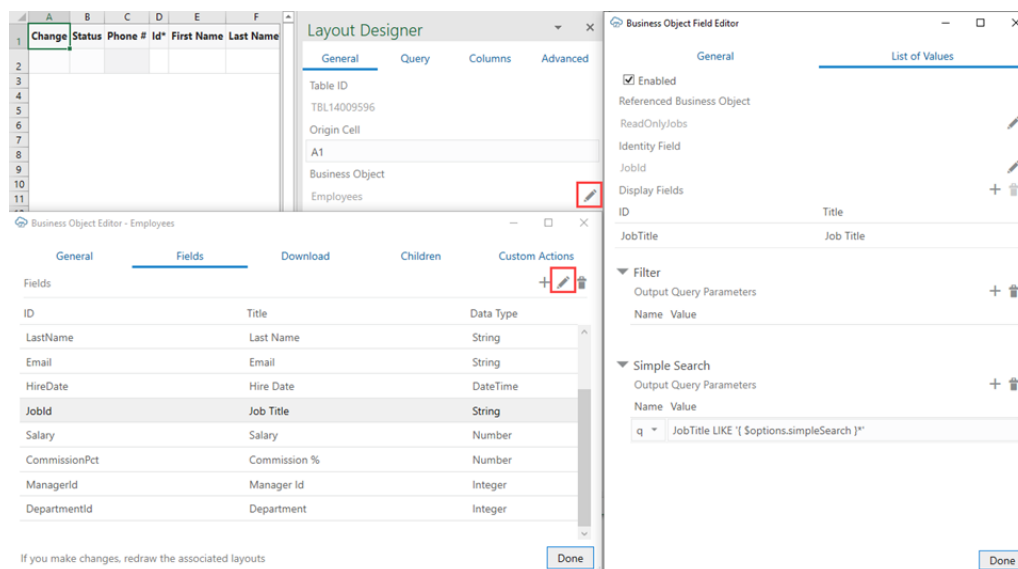 A B C D E F
1 Change Status Phone # Id* First Name Last Name
2
3
4
5
6
7
8
9
10
11
Layout Designer
General Query Columns Advanced
Table ID
TBL14009596
Origin Cell
A1
Business Object
Employees
Business Object Editor - Employees
General Fields Download Children Custom Actions
Fields
ID Title Data Type
LastName Last Name String
Email Email String
HireDate Hire Date DateTime
JobId Job Title String
Salary Salary Number
CommissionPct Commission % Number
ManagerId Manager Id Integer
DepartmentId Department Integer
If you make changes, redraw the associated layouts
Done
Business Object Field Editor
General List of Values
Enabled
Referenced Business Object
ReadOnlyJobs
Identity Field
JobId
Display Fields
ID Title
JobTitle Job Title
Filter
Output Query Parameters
Name Value
Simple Search
Output Query Parameters
Name Value
q JobTitle LIKE '{ $options.simpleSearch }*'
Done